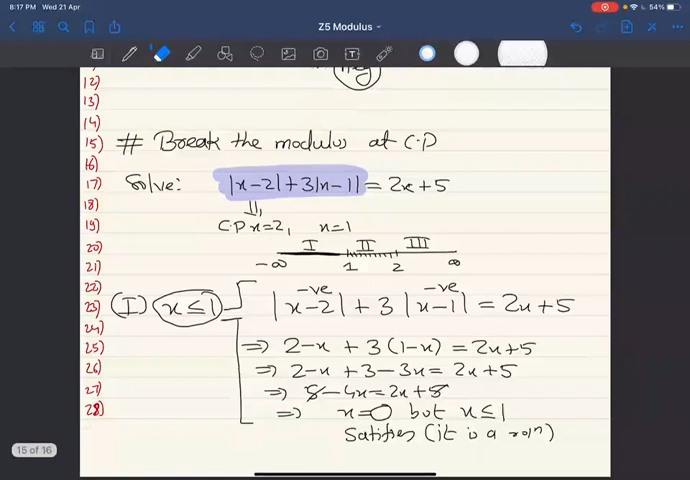 8:17 PM Wed 21 Apr
54%
Z5 Modulus
12)
13)
14)
15) # Break the modulus at C.P
16)
17) Solve: |x-2|+3|x-1| = 2x+5
18)
19) C.P x=2, x=1
20) I II III
21) -∞ 1 2 ∞
22) -ve -ve
23) (I) x≤1 |x-2| + 3 |x-1| = 2x+5
24)
25) ⇒ 2-x + 3(1-x) = 2x+5
26) ⇒ 2-x + 3-3x = 2x+5
27) ⇒ 5-4x = 2x+5
28) ⇒ x=0 but x≤1
Satisfies (it is a soln)
15 of 16